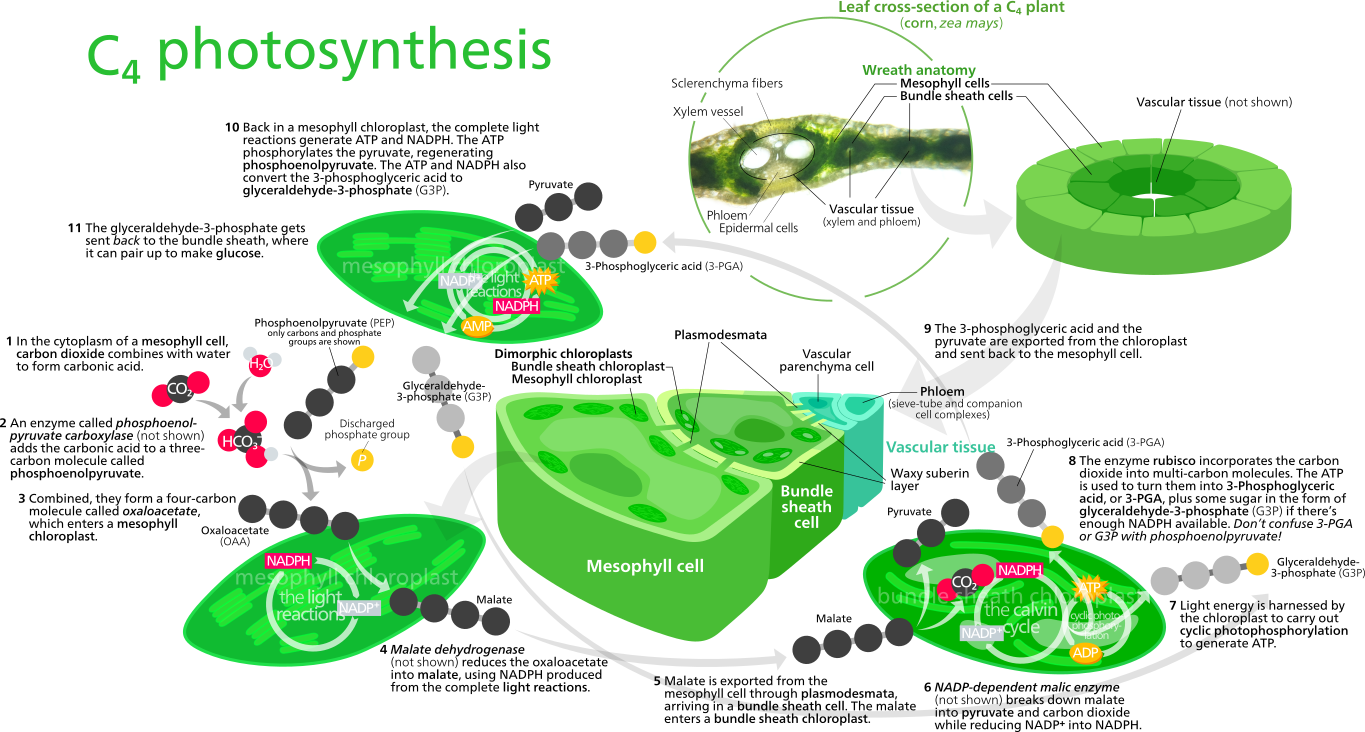 C4 photosynthesis
Leaf cross-section of a C4 plant
(corn, zea mays)
Wreath anatomy
Mesophyll cells
Bundle sheath cells
Sclerenchyma fibers
Xylem vessel
Phloem
Epidermal cells
Vascular tissue
(xylem and phloem)
Vascular tissue (not shown)
10 Back in a mesophyll chloroplast, the complete light
reactions generate ATP and NADPH. The ATP
phosphorylates the pyruvate, regenerating
phosphoenolpyruvate. The ATP and NADPH also
convert the 3-phosphoglyceric acid to
glyceraldehyde-3-phosphate (G3P).
11 The glyceraldehyde-3-phosphate gets
sent back to the bundle sheath, where
it can pair up to make glucose.
Pyruvate
3-Phosphoglyceric acid (3-PGA)
mesophyll chloroplast
the light
reactions
NADP+
ATP
NADPH
AMP
1 In the cytoplasm of a mesophyll cell,
carbon dioxide combines with water
to form carbonic acid.
Phosphoenolpyruvate (PEP)
only carbons and phosphate
groups are shown
H2O
CO2
HCO3-
Glyceraldehyde-
3-phosphate (G3P)
Discharged
phosphate group
P
2 An enzyme called phosphoenol-
pyruvate carboxylase (not shown)
adds the carbonic acid to a three-
carbon molecule called
phosphoenolpyruvate.
3 Combined, they form a four-carbon
molecule called oxaloacetate,
which enters a mesophyll
chloroplast.
Oxaloacetate
(OAA)
NADPH
mesophyll chloroplast
the light
reactions
NADP+
Malate
4 Malate dehydrogenase
(not shown) reduces the oxaloacetate
into malate, using NADPH produced
from the complete light reactions.
Plasmodesmata
Dimorphic chloroplasts
Bundle sheath chloroplast
Mesophyll chloroplast
Vascular
parenchyma cell
Phloem
(sieve-tube and companion
cell complexes)
Vascular tissue
Waxy suberin
layer
Bundle
sheath
cell
Mesophyll cell
9 The 3-phosphoglyceric acid and the
pyruvate are exported from the chloroplast
and sent back to the mesophyll cell.
3-Phosphoglyceric acid (3-PGA)
8 The enzyme rubisco incorporates the carbon
dioxide into multi-carbon molecules. The ATP
is used to turn them into 3-Phosphoglyceric
acid, or 3-PGA, plus some sugar in the form of
glyceraldehyde-3-phosphate (G3P) if there's
enough NADPH available. Don't confuse 3-PGA
or G3P with phosphoenolpyruvate!
Pyruvate
CO2
NADPH
ATP
bundle sheath chloroplast
the calvin
cycle
cyclic photo-
phosphory-
lation
NADP+
ADP
Malate
Glyceraldehyde-
3-phosphate (G3P)
7 Light energy is harnessed by
the chloroplast to carry out
cyclic photophosphorylation
to generate ATP.
5 Malate is exported from the
mesophyll cell through plasmodesmata,
arriving in a bundle sheath cell. The malate
enters a bundle sheath chloroplast.
6 NADP-dependent malic enzyme
(not shown) breaks down malate
into pyruvate and carbon dioxide
while reducing NADP+ into NADPH.